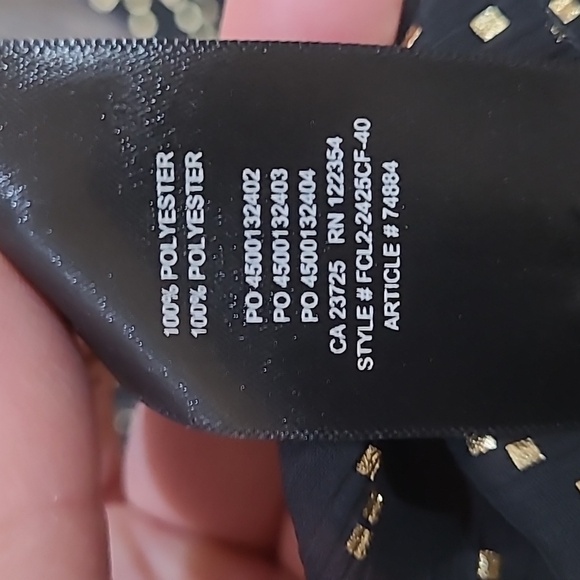 100% POLYESTER
100% POLYESTER
PO 4500132402
PO 4500132403
PO 4500132404
CA 23725 RN 122354
STYLE # FCL2-2425CF-40
ARTICLE # 74884